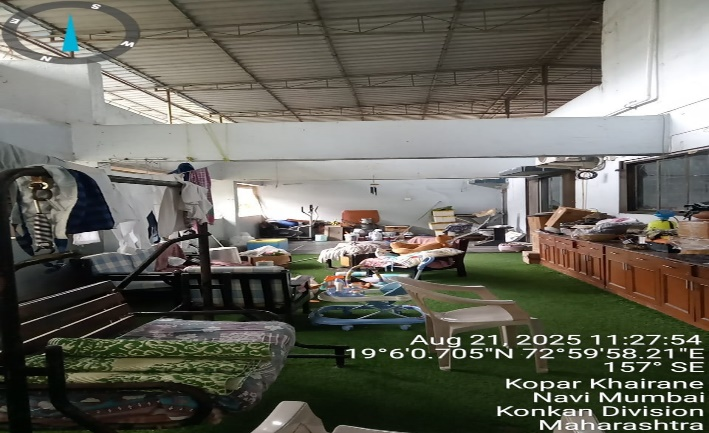 S
E
W
N
Aug 21, 2025 11:27:54
19°6'0.705"N 72°59'58.21"E
157° SE
Kopar Khairane
Navi Mumbai
Konkan Division
Maharashtra